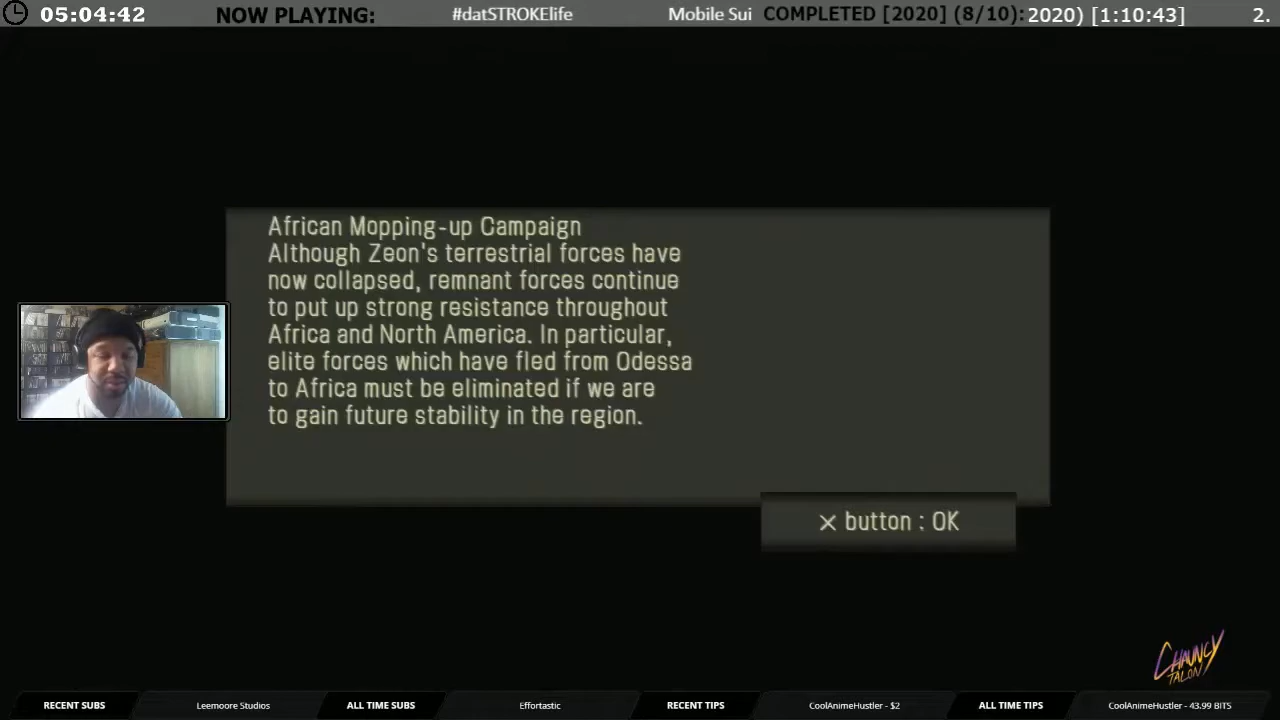 05:04:42
NOW PLAYING:
#datSTROKElife
Mobile Sui
COMPLETED [2020] (8/10):
2020) [1:10:43]
2.
African Mopping-up Campaign
Although Zeon's terrestrial forces have
now collapsed, remnant forces continue
to put up strong resistance throughout
Africa and North America. In particular,
elite forces which have fled from Odessa
to Africa must be eliminated if we are
to gain future stability in the region.
× button : OK
CHAUNCY
TALON
RECENT SUBS
Leemoore Studios
ALL TIME SUBS
Effortastic
RECENT TIPS
CoolAnimeHustler - $2
ALL TIME TIPS
CoolAnimeHustler - 43.99 BITS